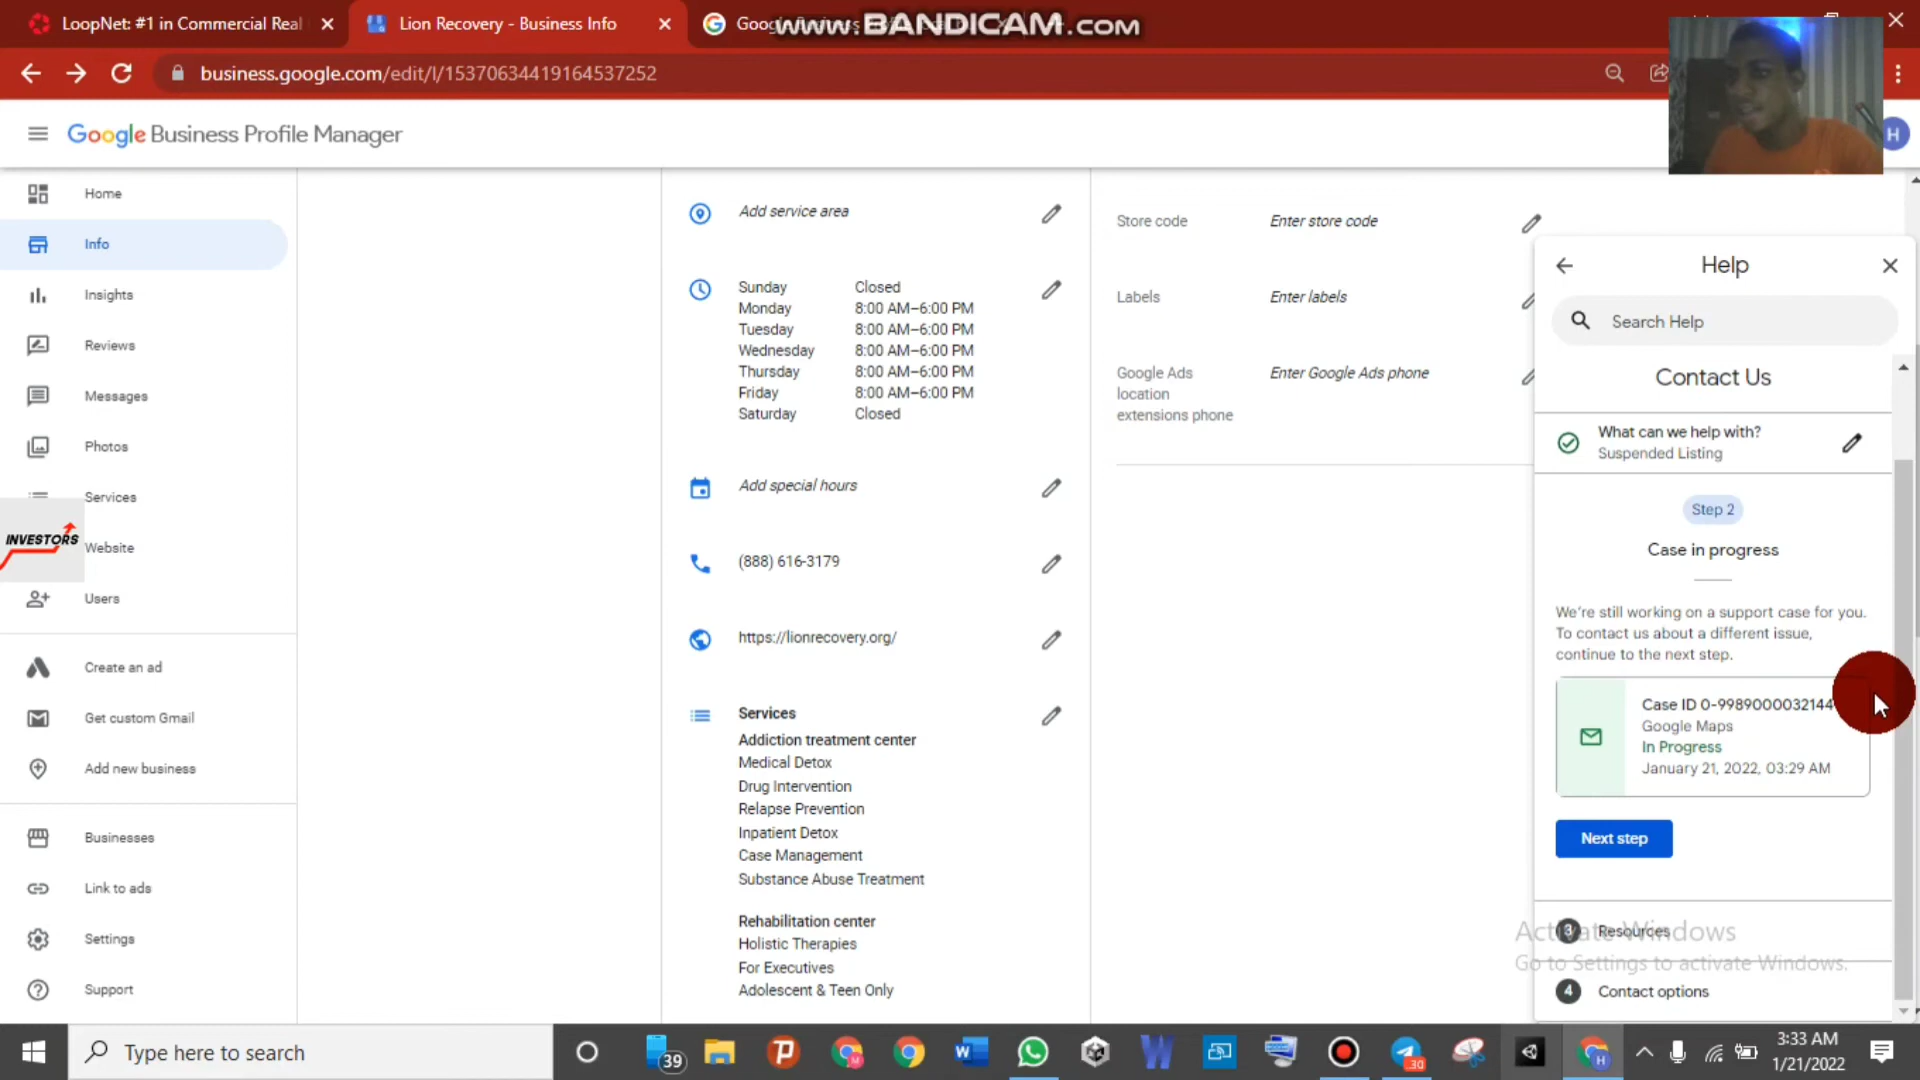 LoopNet: #1 in Commercial Real
Lion Recovery - Business Info
www.BANDICAM.com
business.google.com/edit/l/15370634419164537252
Google Business Profile Manager
H
Home
Info
Insights
Reviews
Messages
Photos
Services
INVESTORS
Website
Users
Create an ad
Get custom Gmail
Add new business
Businesses
Link to ads
Settings
Support
Add service area
Sunday Closed
Monday 8:00 AM–6:00 PM
Tuesday 8:00 AM–6:00 PM
Wednesday 8:00 AM–6:00 PM
Thursday 8:00 AM–6:00 PM
Friday 8:00 AM–6:00 PM
Saturday Closed
Add special hours
(888) 616-3179
https://lionrecovery.org/
Services
Addiction treatment center
Medical Detox
Drug Intervention
Relapse Prevention
Inpatient Detox
Case Management
Substance Abuse Treatment
Rehabilitation center
Holistic Therapies
For Executives
Adolescent & Teen Only
Store code Enter store code
Labels Enter labels
Google Ads
location
extensions phone
Enter Google Ads phone
Help
Search Help
Contact Us
What can we help with?
Suspended Listing
Step 2
Case in progress
We're still working on a support case for you.
To contact us about a different issue,
continue to the next step.
Case ID 0-9989000032144
Google Maps
In Progress
January 21, 2022, 03:29 AM
Next step
3 Resources
4 Contact options
Activate Windows
Go to Settings to activate Windows.
Type here to search
39
30
3:33 AM
1/21/2022